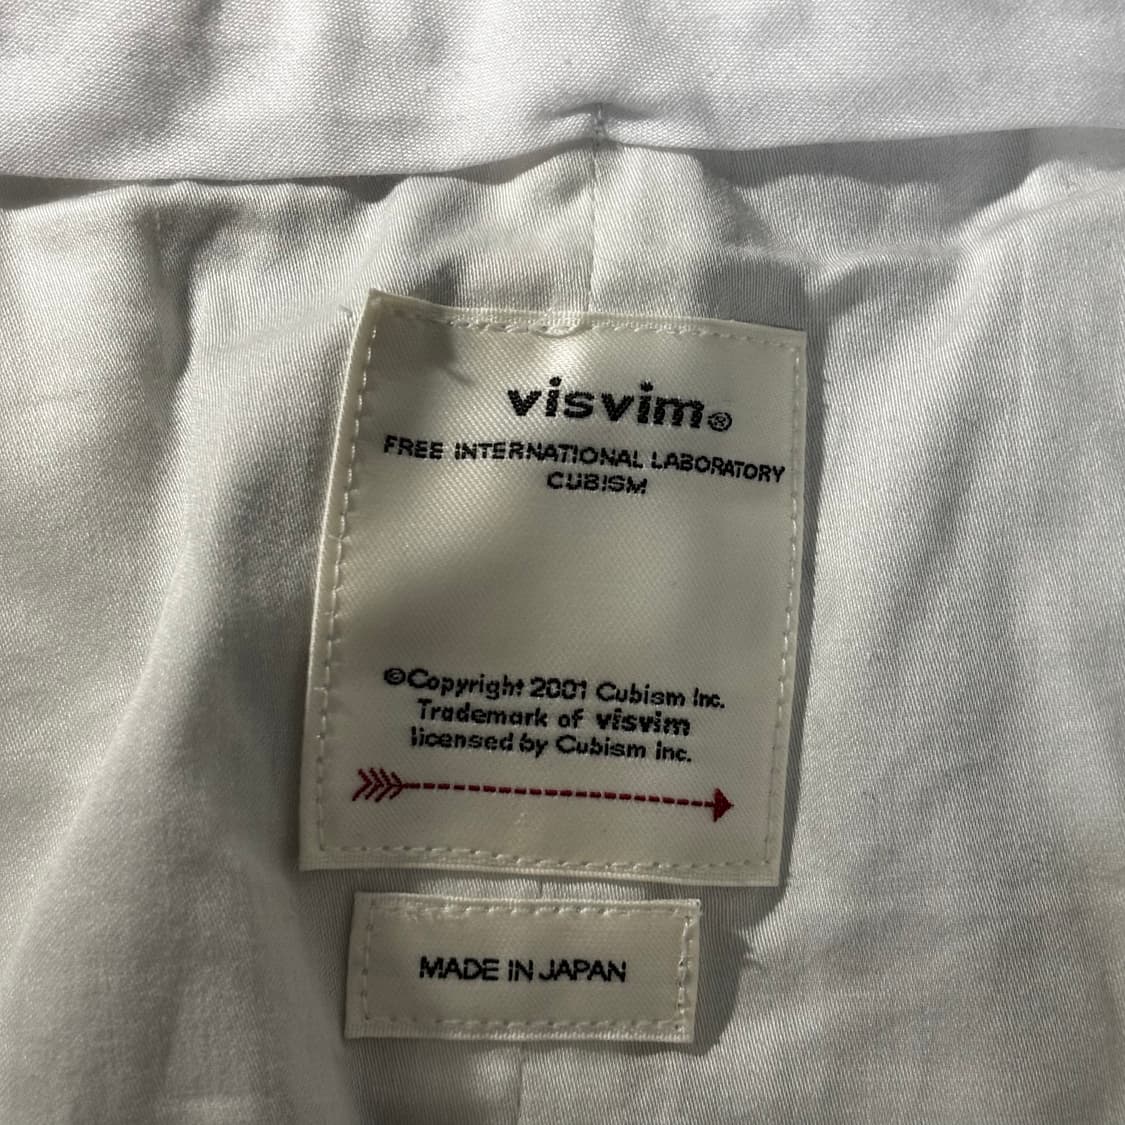 visvim®
FREE INTERNATIONAL LABORATORY
CUBISM
©Copyright 2001 Cubism Inc.
Trademark of visvim
licensed by Cubism Inc.
MADE IN JAPAN